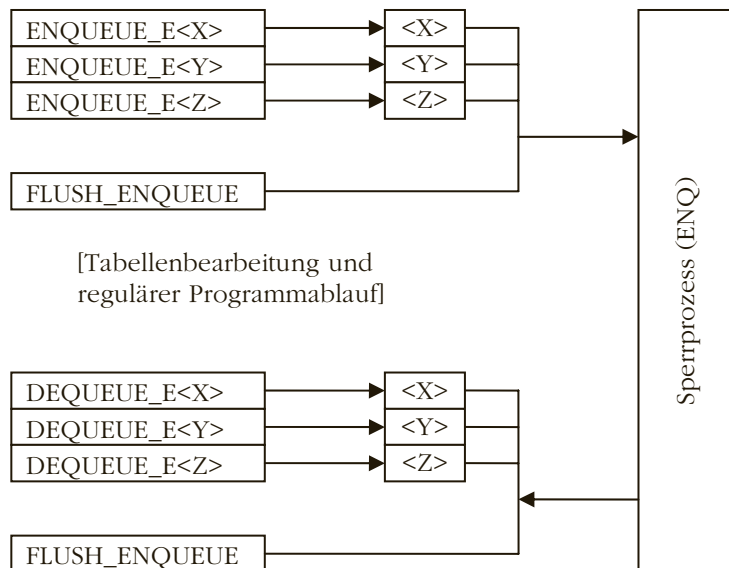 ENQUEUE_E<X> <X>
ENQUEUE_E<Y> <Y>
ENQUEUE_E<Z> <Z>
FLUSH_ENQUEUE
[Tabellenbearbeitung und
regulärer Programmablauf]
DEQUEUE_E<X> <X>
DEQUEUE_E<Y> <Y>
DEQUEUE_E<Z> <Z>
FLUSH_ENQUEUE
Sperrprozess (ENQ)